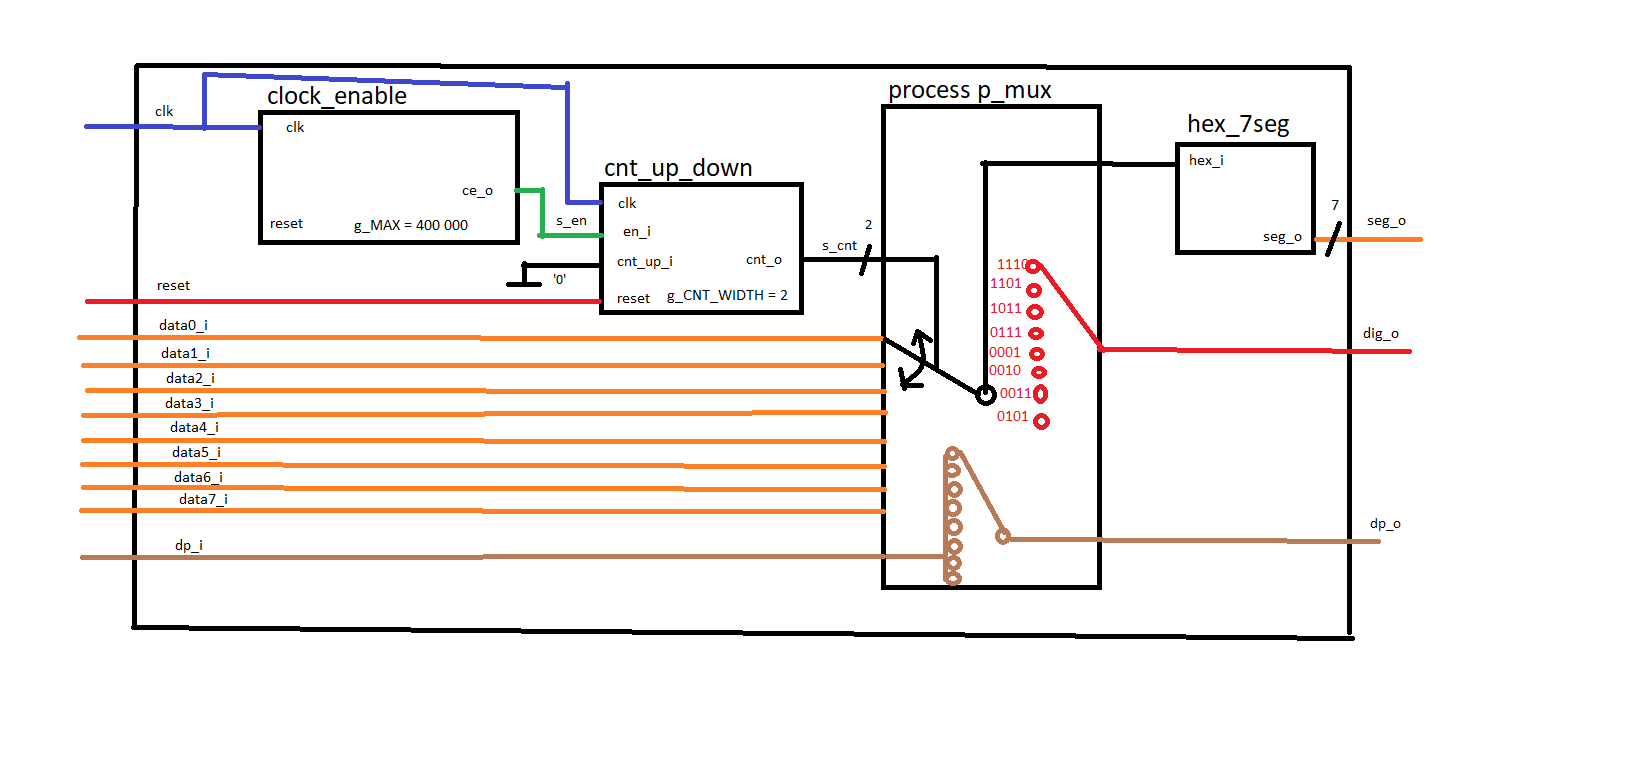 clk
clock_enable
clk
ce_o
reset
g_MAX = 400 000
cnt_up_down
clk
s_en
en_i
cnt_up_i
'0'
cnt_o
reset
g_CNT_WIDTH = 2
2
s_cnt
process p_mux
hex_7seg
hex_i
seg_o
7
seg_o
reset
data0_i
data1_i
data2_i
data3_i
data4_i
data5_i
data6_i
data7_i
dp_i
1110
1101
1011
0111
0001
0010
0011
0101
dig_o
dp_o